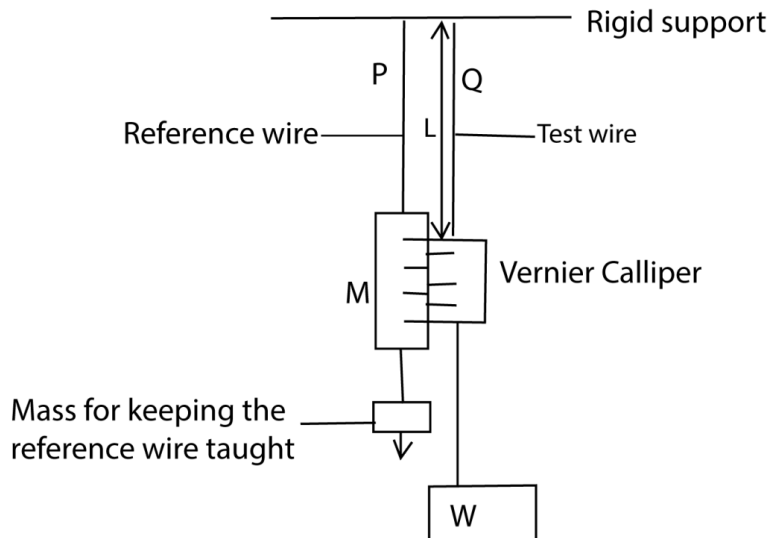 Rigid support
P
Q
Reference wire
L
Test wire
Vernier Calliper
M
Mass for keeping the
reference wire taught
W